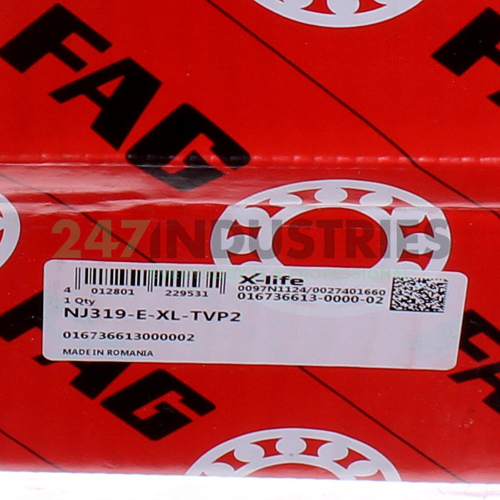 FAG
FAG
247INDUSTRIES
X-life
4 012801 229531
0097N1124/0027401660
1 Qty
016736613-0000-02
NJ319-E-XL-TVP2
016736613000002
MADE IN ROMANIA
FAG